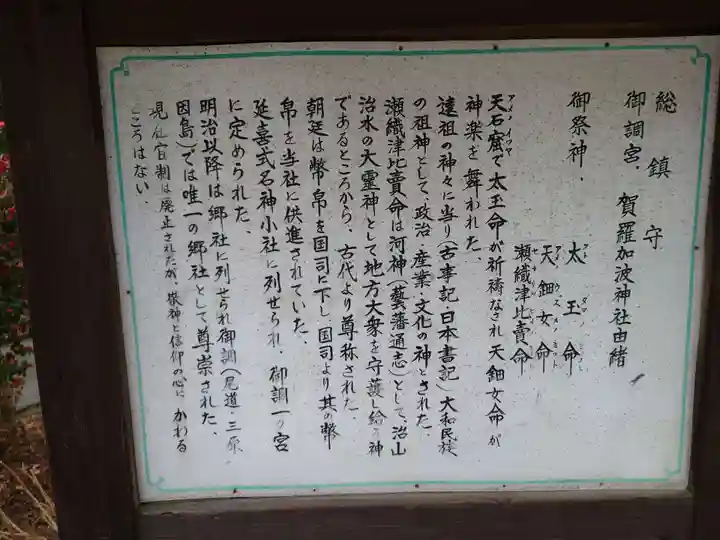 総鎮守
御調宮、賀羅加波神社由緒
御祭神、
太玉命
天鈿女命
瀬織津比賣命
天石窟で太玉命が祈祷なされ天鈿女命が
神楽を舞われた、
遠祖の神々に当り(古事記、日本書記)大和民族
の祖神として、政治・産業・文化の神とされた、
瀬織津比賣命は河神(藝藩通志)として、治山
治水の大霊神として地方大衆を守護し給う神
であるところから、古代より尊称された、
朝廷は幣帛を国司に下し、国司より其の幣
帛を当社に供進されていた、
延喜式名神小社に列せられ、御調一の宮
に定められた、
明治以降は郷社に列せられ御調(尾道、三原、
因島)では唯一の郷社として尊崇された、
現在官制は廃止されたが、敬神と信仰の心にかわる
ころはない、